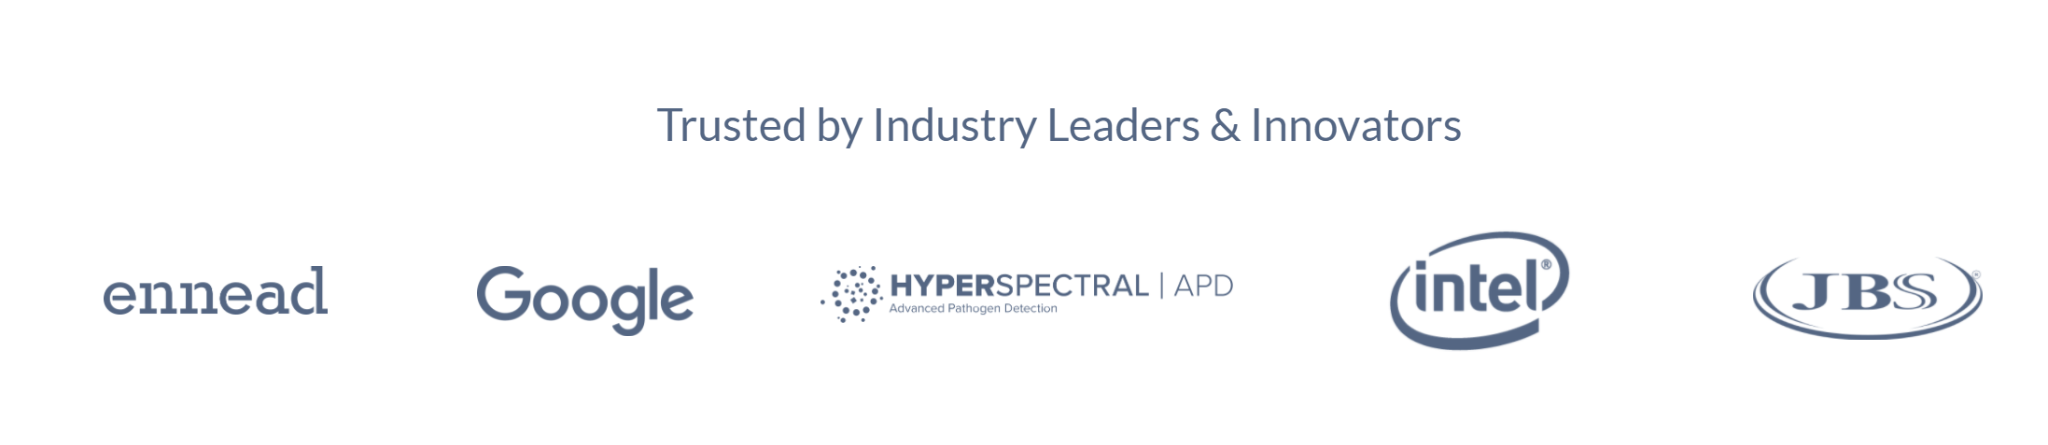 Trusted by Industry Leaders & Innovators
ennead
Google
HYPERSPECTRAL | APD
Advanced Pathogen Detection
intel®
JBS®